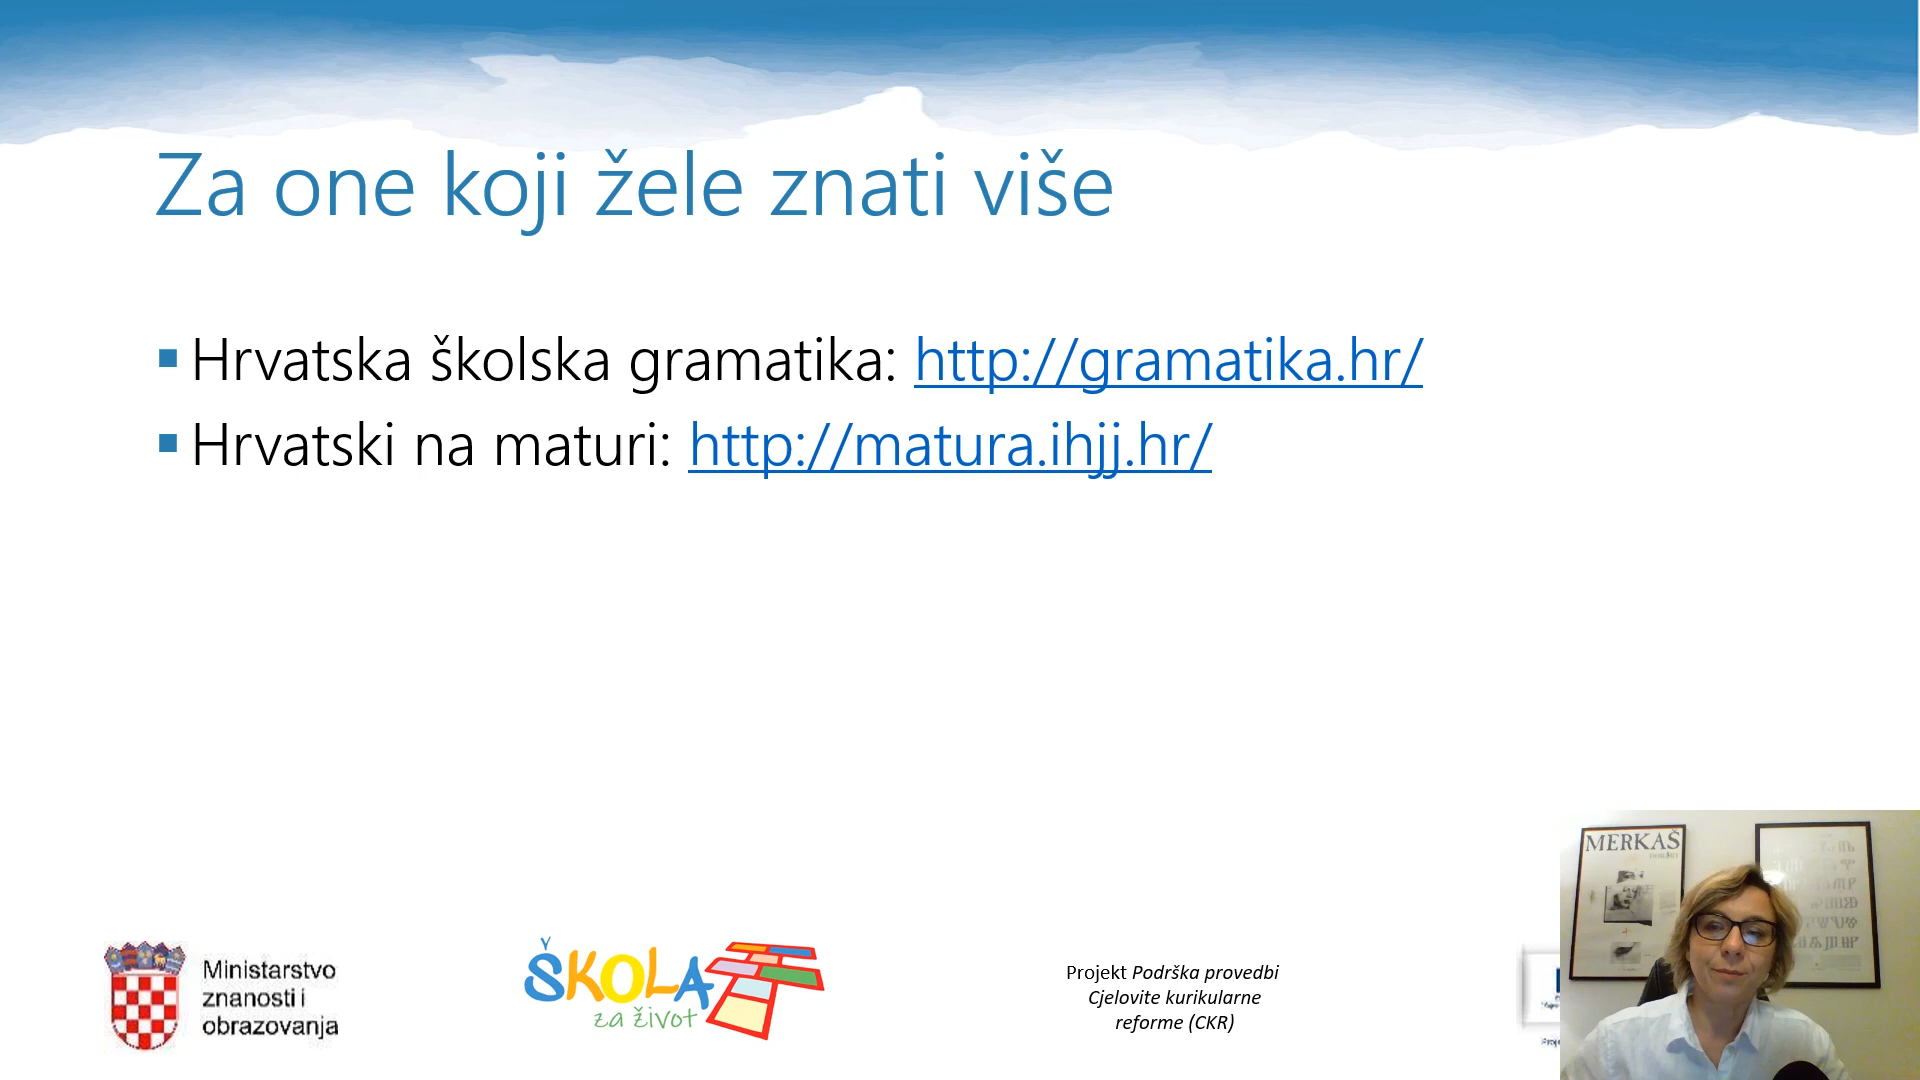 Za one koji žele znati više
Hrvatska školska gramatika: http://gramatika.hr/
Hrvatski na maturi: http://matura.ihjj.hr/
Ministarstvo
znanosti i
obrazovanja
ŠKOLA
za život
Projekt Podrška provedbi
Cjelovite kurikularne
reforme (CKR)
MERKAŠ